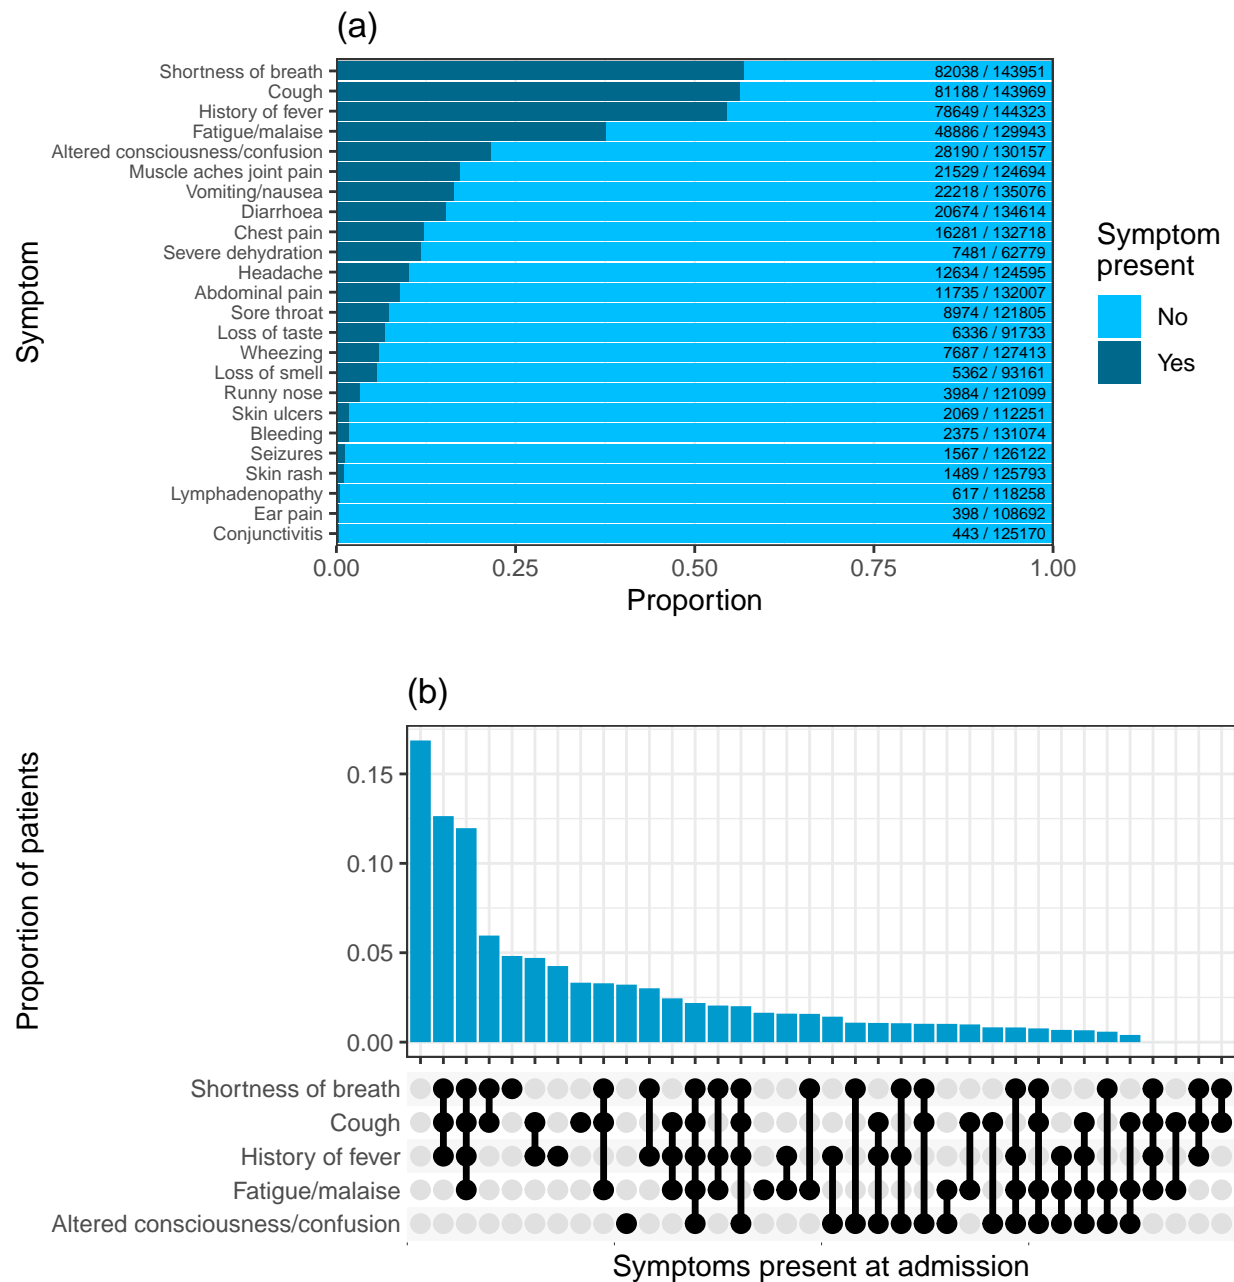 (a)
Shortness of breath 82038 / 143951
Cough 81188 / 143969
History of fever 78649 / 144323
Fatigue/malaise 48886 / 129943
Altered consciousness/confusion 28190 / 130157
Muscle aches joint pain 21529 / 124694
Vomiting/nausea 22218 / 135076
Diarrhoea 20674 / 134614
Chest pain 16281 / 132718
Severe dehydration 7481 / 62779
Headache 12634 / 124595
Abdominal pain 11735 / 132007
Sore throat 8974 / 121805
Loss of taste 6336 / 91733
Wheezing 7687 / 127413
Loss of smell 5362 / 93161
Runny nose 3984 / 121099
Skin ulcers 2069 / 112251
Bleeding 2375 / 131074
Seizures 1567 / 126122
Skin rash 1489 / 125793
Lymphadenopathy 617 / 118258
Ear pain 398 / 108692
Conjunctivitis 443 / 125170
0.00 0.25 0.50 0.75 1.00
Proportion
Symptom
Symptom
present
No
Yes
(b)
Proportion of patients
0.15
0.10
0.05
0.00
Shortness of breath
Cough
History of fever
Fatigue/malaise
Altered consciousness/confusion
Symptoms present at admission